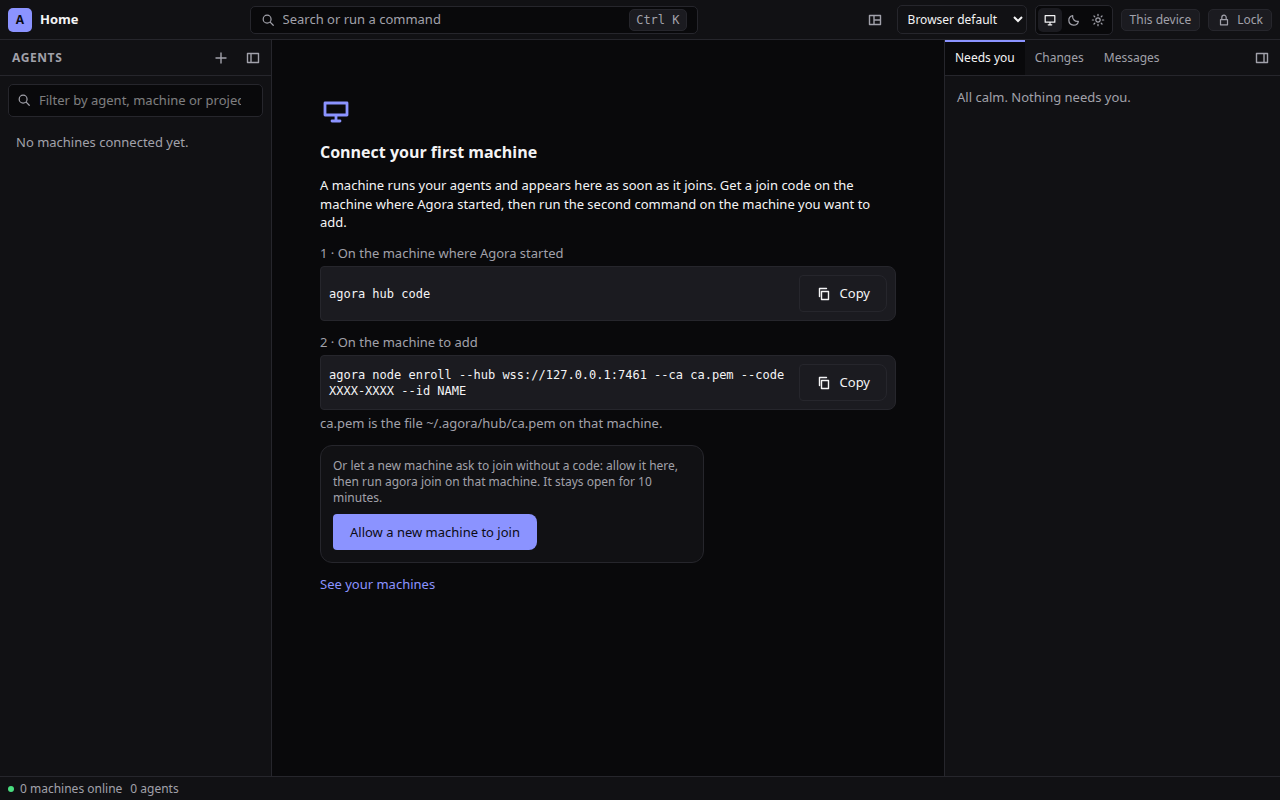 A Home
Search or run a command
Ctrl K
Browser default
This device
Lock
AGENTS
Filter by agent, machine or projec
No machines connected yet.
Connect your first machine
A machine runs your agents and appears here as soon as it joins. Get a join code on the
machine where Agora started, then run the second command on the machine you want to
add.
1 · On the machine where Agora started
agora hub code
Copy
2 · On the machine to add
agora node enroll --hub wss://127.0.0.1:7461 --ca ca.pem --code
XXXX-XXXX --id NAME
Copy
ca.pem is the file ~/.agora/hub/ca.pem on that machine.
Or let a new machine ask to join without a code: allow it here,
then run agora join on that machine. It stays open for 10
minutes.
Allow a new machine to join
See your machines
Needs you
Changes
Messages
All calm. Nothing needs you.
0 machines online 0 agents